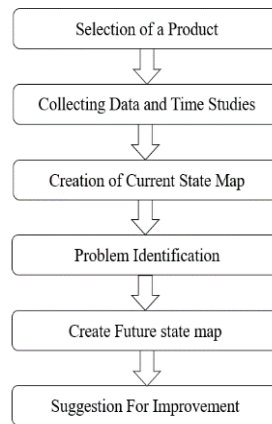 Selection of a Product
Collecting Data and Time Studies
Creation of Current State Map
Problem Identification
Create Future state map
Suggestion For Improvement